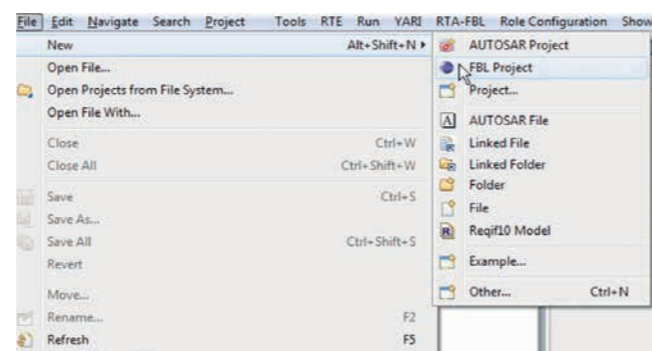 File Edit Navigate Search Project Tools RTE Run YARI RTA-FBL Role Configuration Show
New Alt+Shift+N
Open File...
Open Projects from File System...
Open File With...
Close Ctrl+W
Close All Ctrl+Shift+W
Save Ctrl+S
Save As...
Save All Ctrl+Shift+S
Revert
Move...
Rename... F2
Refresh F5
AUTOSAR Project
FBL Project
Project...
AUTOSAR File
Linked File
Linked Folder
Folder
File
Reqif10 Model
Example...
Other... Ctrl+N